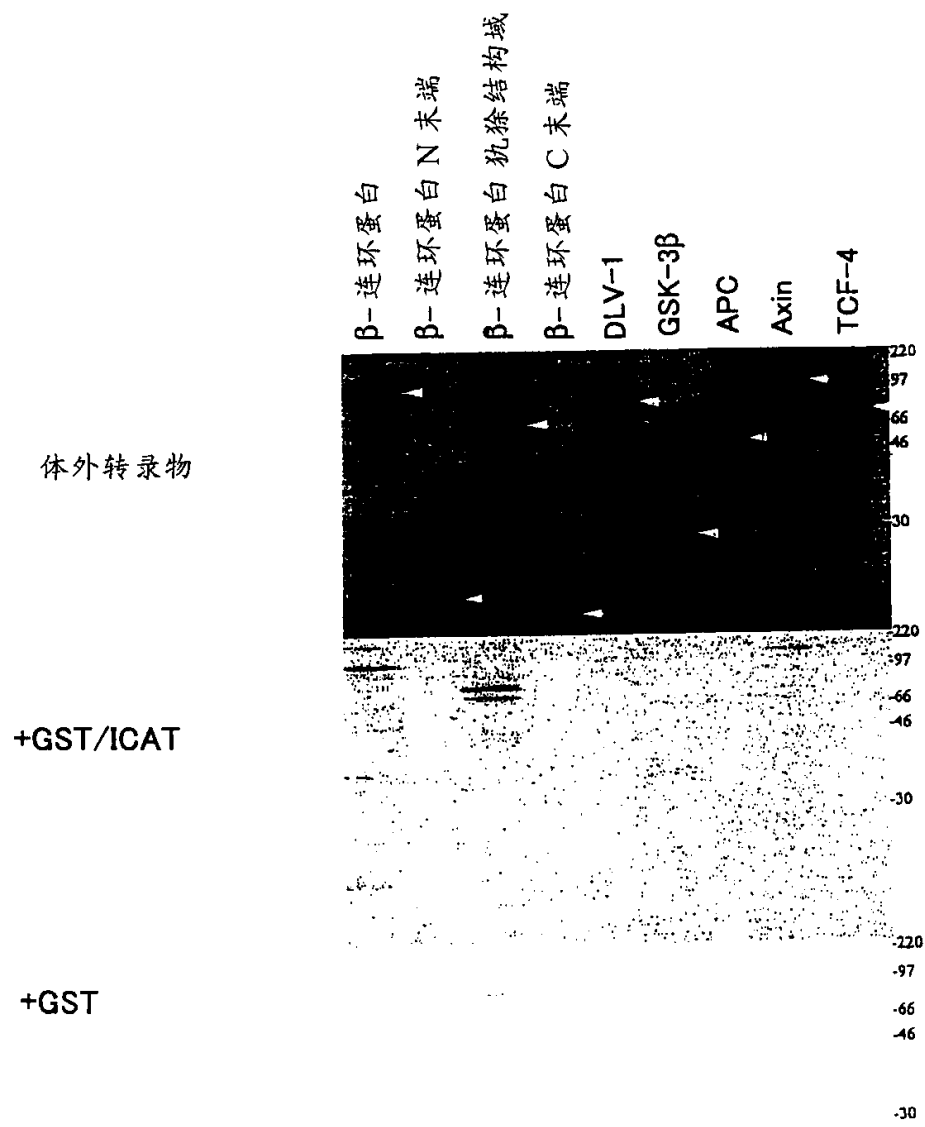 β-连环蛋白
β-连环蛋白 N 末端
β-连环蛋白 犰狳结构域
β-连环蛋白 C 末端
DLV-1
GSK-3β
APC
Axin
TCF-4
体外转录物
220
97
66
46
30
+GST/ICAT
-220
-97
-66
-46
-30
+GST
-220
-97
-66
-46
-30